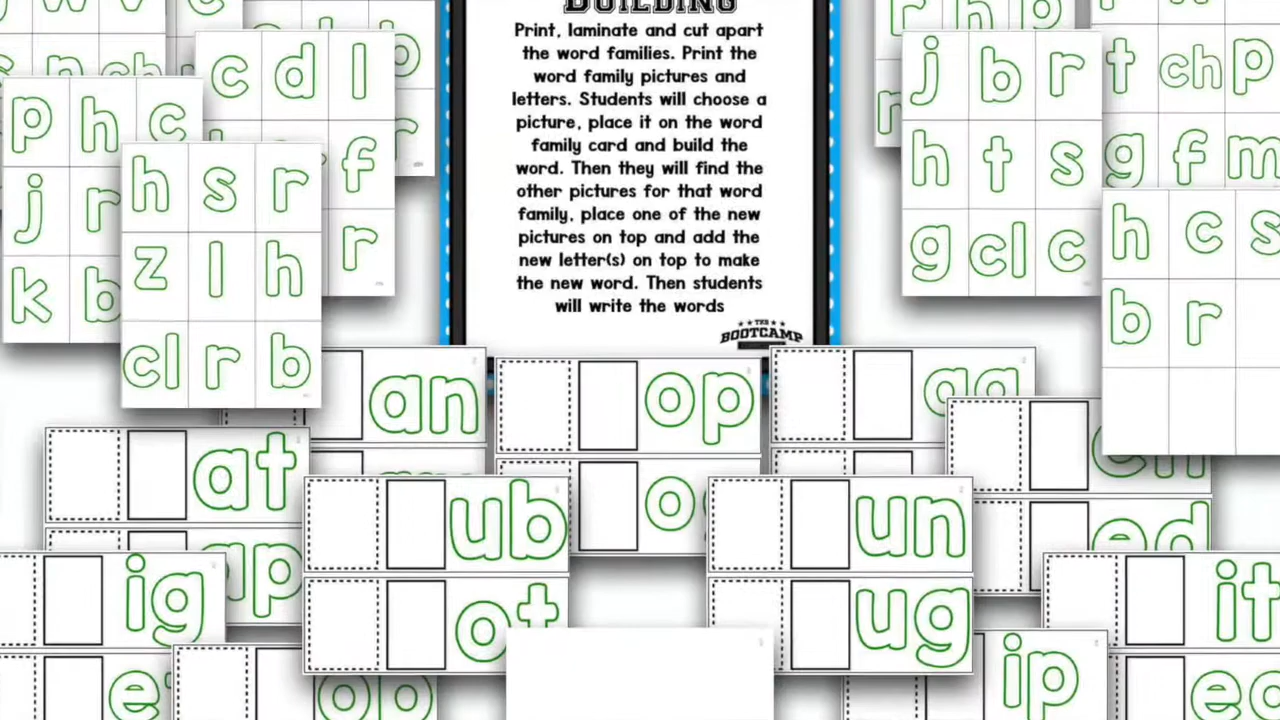 BUILDING
Print, laminate and cut apart
the word families. Print the
word family pictures and
letters. Students will choose a
picture, place it on the word
family card and build the
word. Then they will find the
other pictures for that word
family, place one of the new
pictures on top and add the
new letter(s) on top to make
the new word. Then students
will write the words
THE
BOOTCAMP
c d l
f
r
p h c
j r
k b
h s r
z l h
cl r b
r h p
j b r
h t s
g cl c
t ch p
g f m
h c s
b r
an
op
at
ap
ub
ot
un
ug
ed
ig
op
ip
it